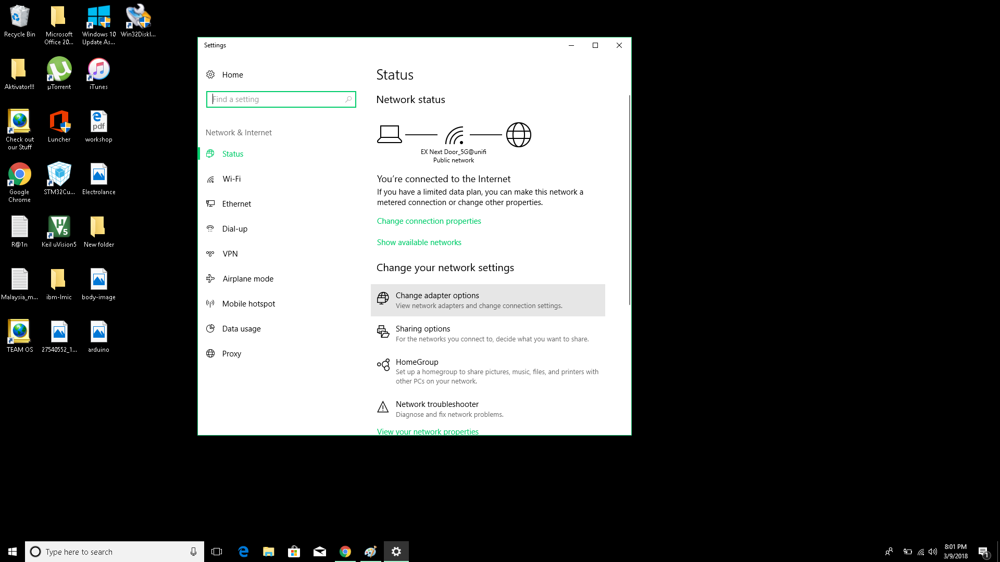 Recycle Bin
Microsoft
Office 20...
Windows 10
Update As...
Win32DiskI...
Aktivator!!!
µTorrent
iTunes
Check out
our Stuff
Luncher
workshop
Google
Chrome
STM32Cu...
Electrolance
R@1n
Keil uVision5
New folder
Malaysia_m...
ibm-lmic
body-image
TEAM OS
27540552_1...
arduino
Settings
Home
Find a setting
Network & Internet
Status
Wi-Fi
Ethernet
Dial-up
VPN
Airplane mode
Mobile hotspot
Data usage
Proxy
Status
Network status
EX Next Door_5G@unifi
Public network
You’re connected to the Internet
If you have a limited data plan, you can make this network a
metered connection or change other properties.
Change connection properties
Show available networks
Change your network settings
Change adapter options
View network adapters and change connection settings.
Sharing options
For the networks you connect to, decide what you want to share.
HomeGroup
Set up a homegroup to share pictures, music, files, and printers with
other PCs on your network.
Network troubleshooter
Diagnose and fix network problems.
View your network properties
Type here to search
8:01 PM
3/9/2018
1